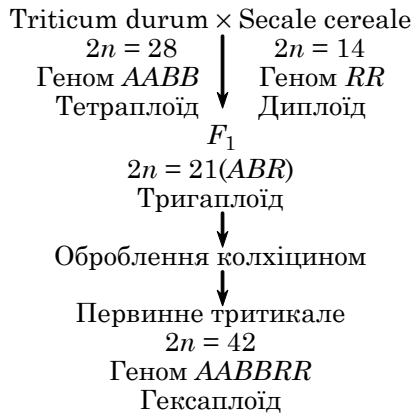 Triticum durum × Secale cereale
2n = 28 2n = 14
Геном AABB Геном RR
Тетраплоїд Диплоїд
F₁
2n = 21(ABR)
Тригаплоїд
Оброблення колхіцином
Первинне тритикале
2n = 42
Геном AABBRR
Гексаплоїд